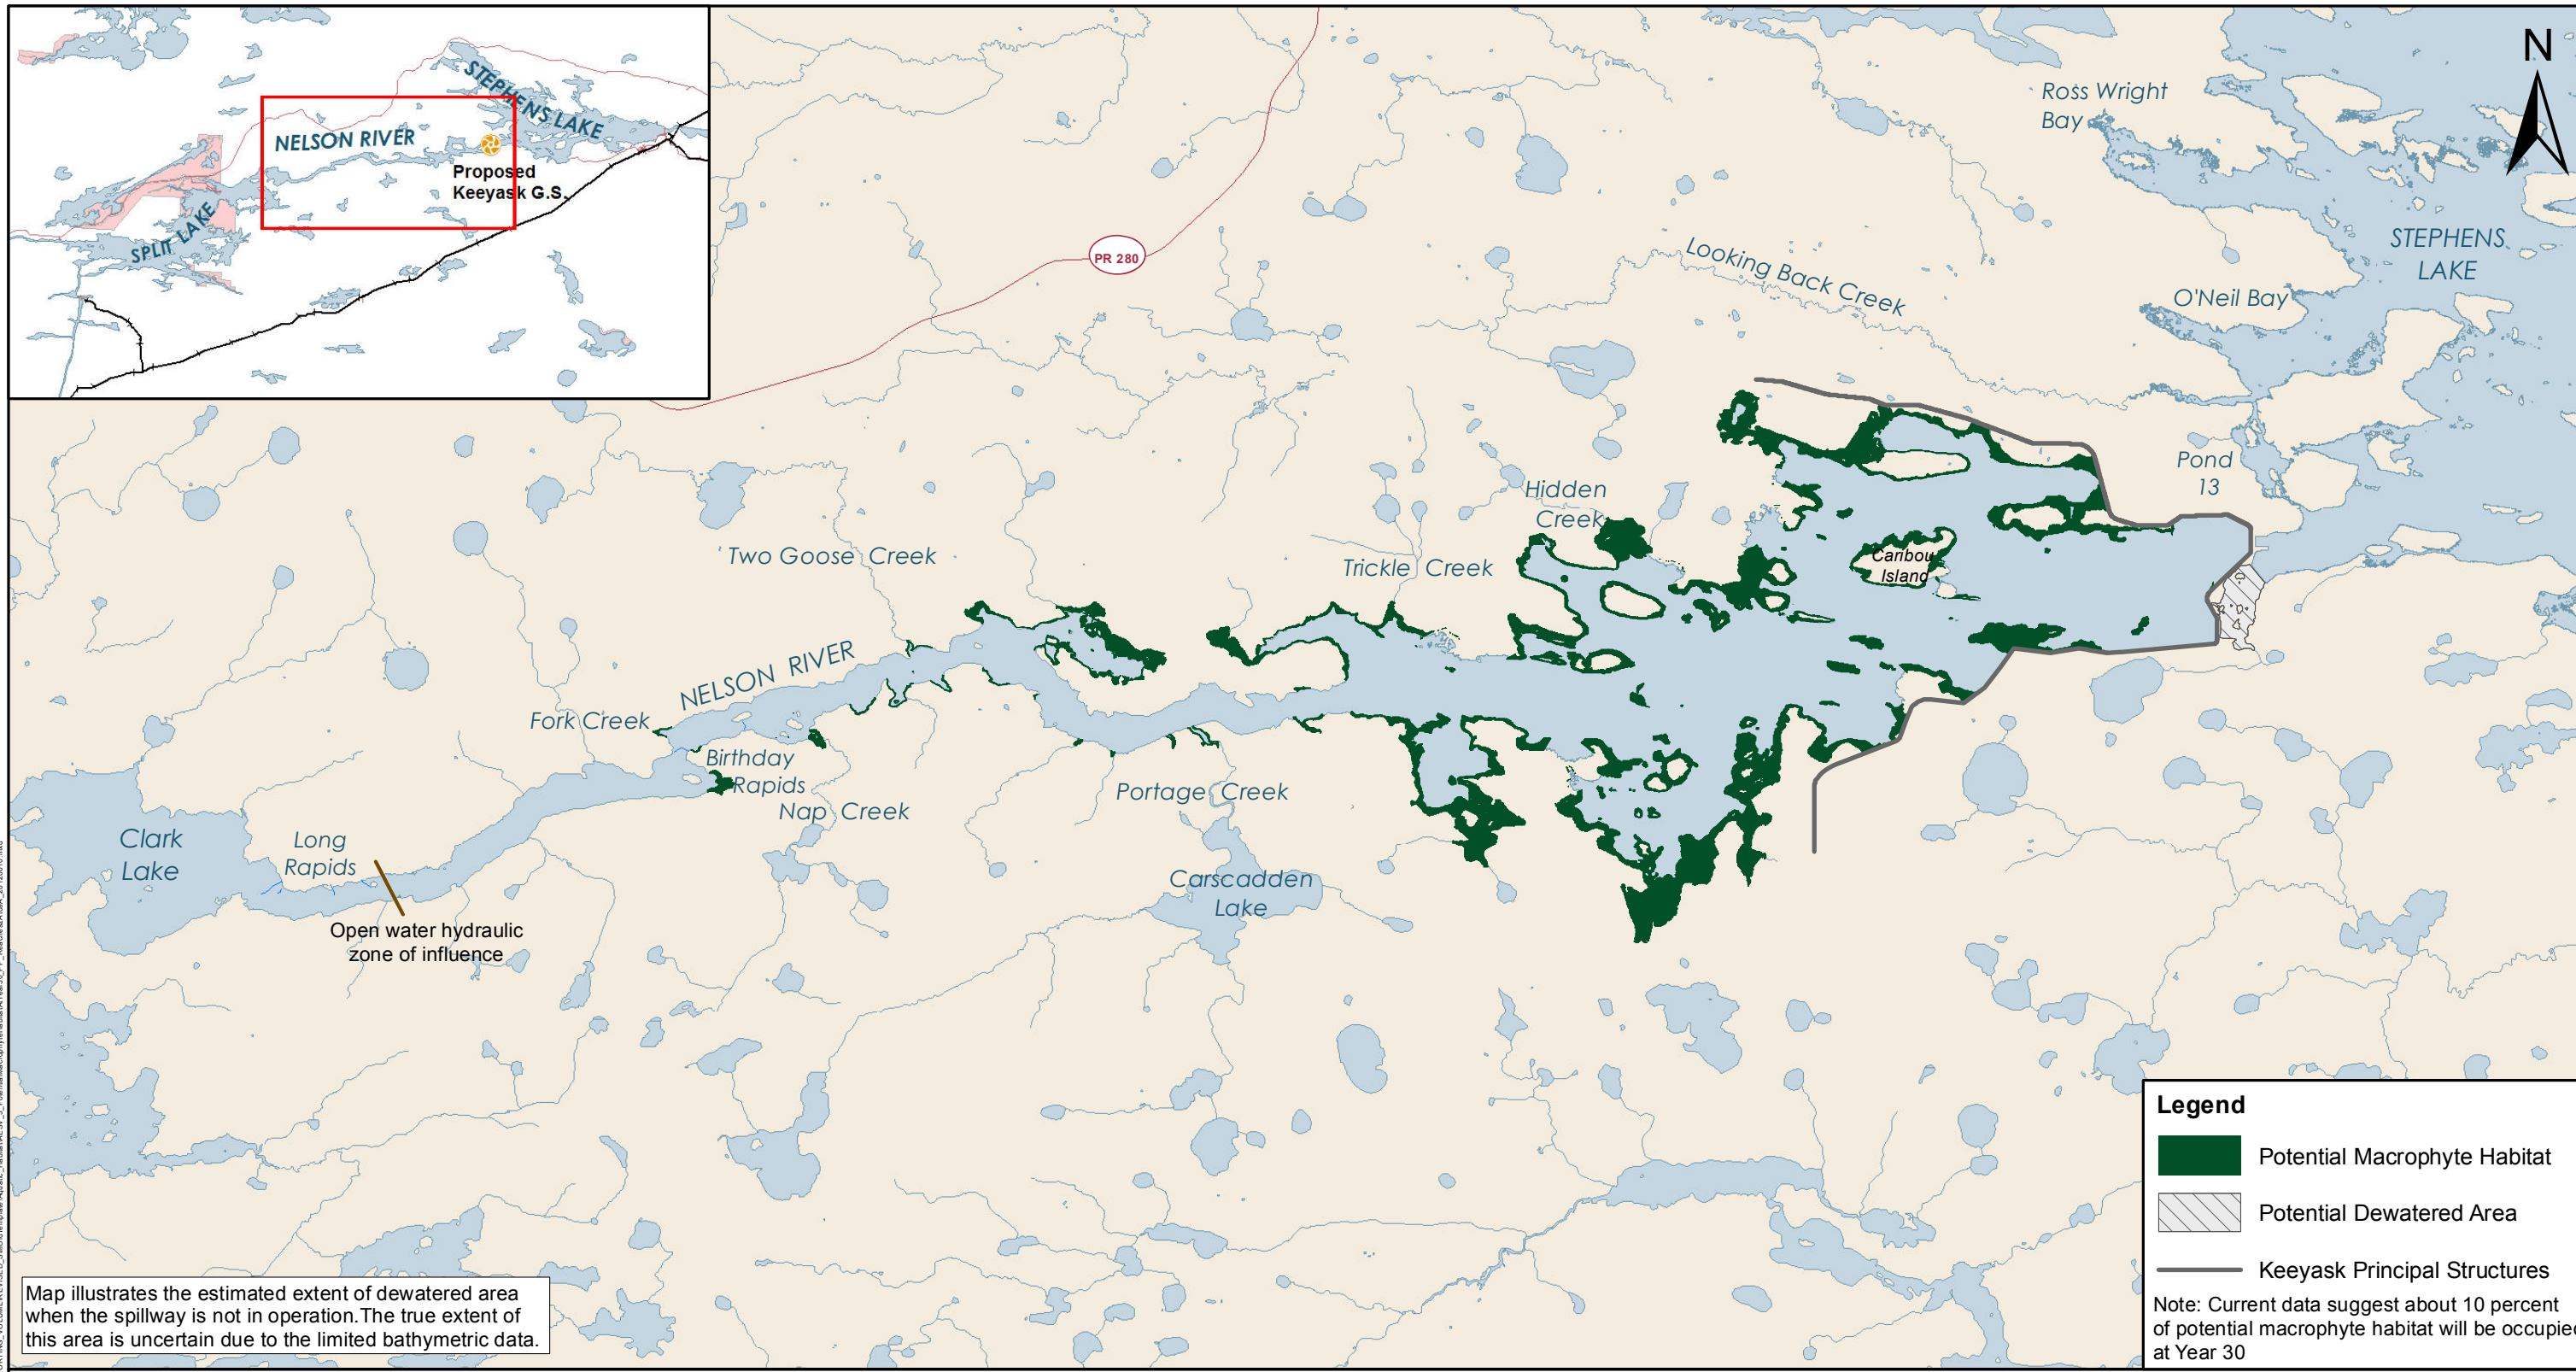 STEPHENS LAKE
NELSON RIVER
Proposed
Keeyask G.S.
SPLIT LAKE
N
Ross Wright
Bay
PR 280
STEPHENS
LAKE
Looking Back Creek
O'Neil Bay
Pond
13
Hidden
Creek
Two Goose Creek
Trickle Creek
Caribou
Island
NELSON RIVER
Fork Creek
Birthday
Rapids
Nap Creek
Portage Creek
Clark
Lake
Long
Rapids
Carscadden
Lake
Open water hydraulic
zone of influence
Legend
Potential Macrophyte Habitat
Potential Dewatered Area
Keeyask Principal Structures
Note: Current data suggest about 10 percent
of potential macrophyte habitat will be occupied
at Year 30
Map illustrates the estimated extent of dewatered area
when the spillway is not in operation.The true extent of
this area is uncertain due to the limited bathymetric data.